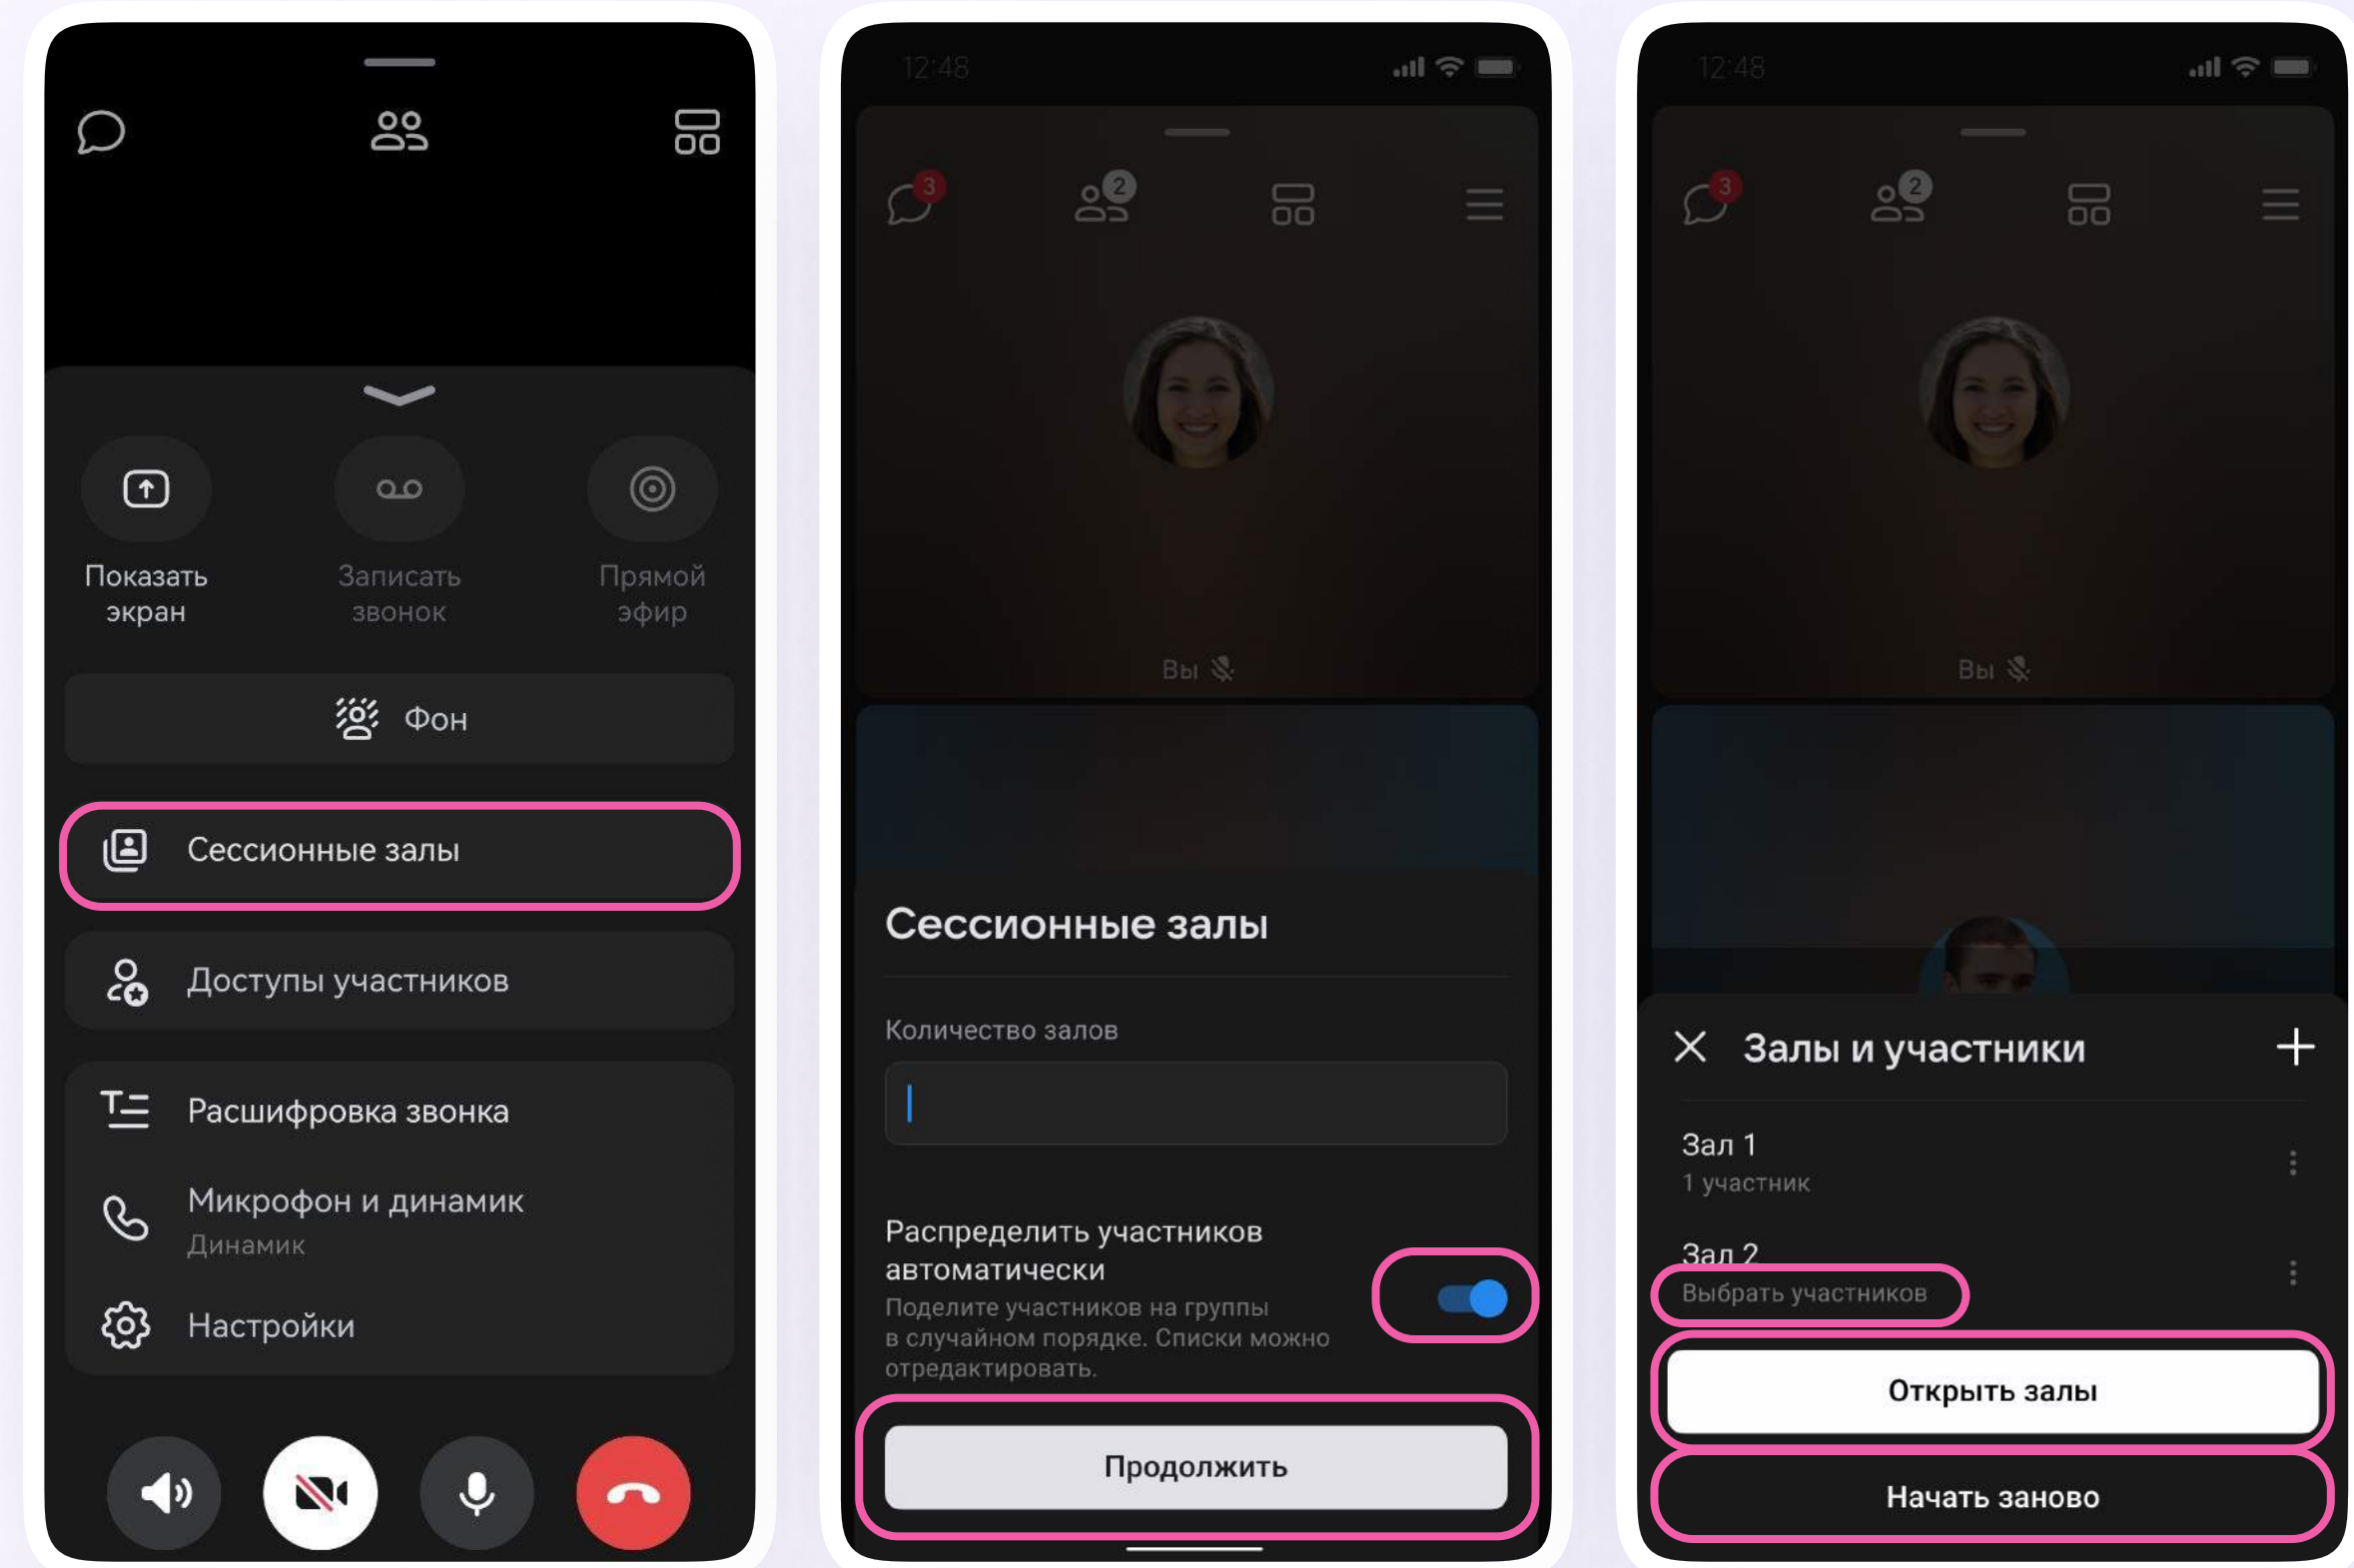 Показать
экран
Записать
звонок
Прямой
эфир
Фон
Сессионные залы
Доступы участников
Расшифровка звонка
Микрофон и динамик
Динамик
Настройки
12:48
3
2
Вы
Сессионные залы
Количество залов
Распределить участников
автоматически
Поделите участников на группы
в случайном порядке. Списки можно
отредактировать.
Продолжить
12:48
3
2
Вы
Залы и участники
Зал 1
1 участник
Зал 2
Выбрать участников
Открыть залы
Начать заново